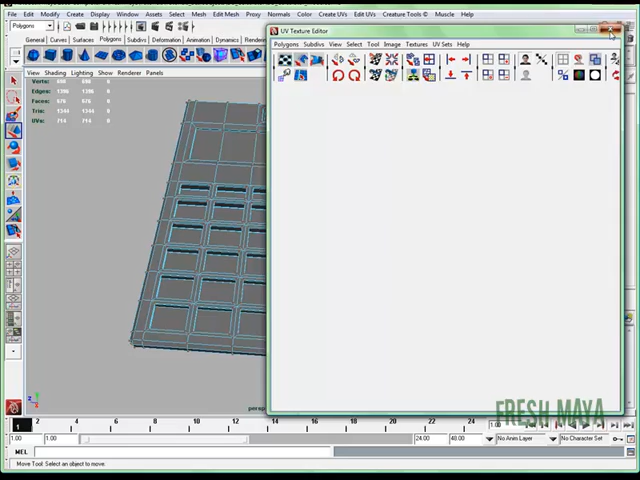 File Edit Modify Create Display Window Assets Select Mesh Edit Mesh Proxy Normals Color Create UVs Edit UVs Creature Tools Muscle Help
Polygons
General Curves Surfaces Polygons Subdivs Deformation Animation Dynamics
UV Texture Editor
Polygons Subdivs View Select Tool Image Textures UV Sets Help
View Shading Lighting Show Renderer Panels
Verts: 0
Edges: 1396 1396 0
Faces: 676 676 0
Tris: 1344 1344 0
UVs: 714 714 0
persp
FRESH MAYA
1 2 4 6 8 10 12 14 16 18 20 22 24
1.00
1.00 1.00 24.00 48.00 No Anim Layer No Character Set
MEL
Move Tool: Select an object to move.